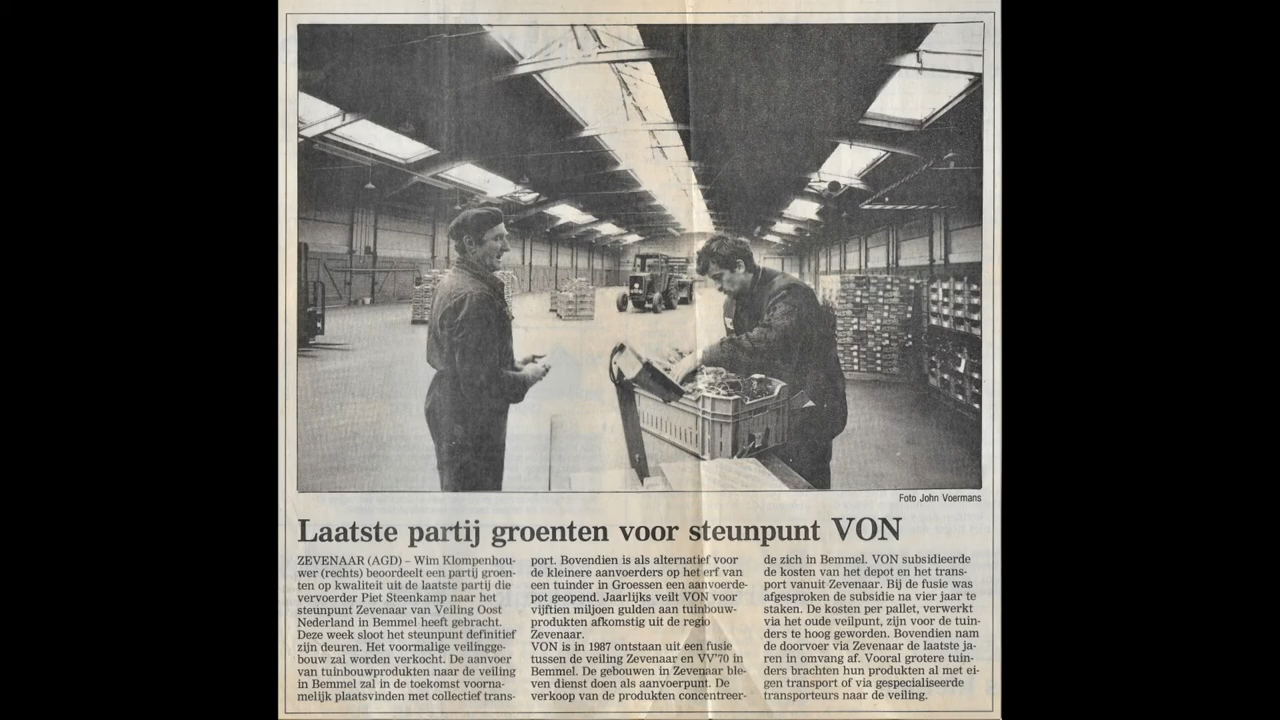 Foto John Voermans
Laatste partij groenten voor steunpunt VON
ZEVENAAR (AGD) – Wim Klompenhou-
wer (rechts) beoordeelt een partij groen-
ten op kwaliteit uit de laatste partij die
vervoerder Piet Steenkamp naar het
steunpunt Zevenaar van Veiling Oost
Nederland in Bemmel heeft gebracht.
Deze week sloot het steunpunt definitief
zijn deuren. Het voormalige veilingge-
bouw zal worden verkocht. De aanvoer
van tuinbouwprodukten naar de veiling
in Bemmel zal in de toekomst voorna-
melijk plaatsvinden met collectief trans-
port. Bovendien is als alternatief voor
de kleinere aanvoerders op het erf van
een tuinder in Groessen een aanvoerde-
pot geopend. Jaarlijks veilt VON voor
vijftien miljoen gulden aan tuinbouw-
produkten afkomstig uit de regio
Zevenaar.
VON is in 1987 ontstaan uit een fusie
tussen de veiling Zevenaar en VV'70 in
Bemmel. De gebouwen in Zevenaar ble-
ven dienst doen als aanvoerpunt. De
verkoop van de produkten concentreer-
de zich in Bemmel. VON subsidieerde
de kosten van het depot en het trans-
port vanuit Zevenaar. Bij de fusie was
afgesproken de subsidie na vier jaar te
staken. De kosten per pallet, verwerkt
via het oude veilpunt, zijn voor de tuin-
ders te hoog geworden. Bovendien nam
de doorvoer via Zevenaar de laatste ja-
ren in omvang af. Vooral grotere tuin-
ders brachten hun produkten al met ei-
gen transport of via gespecialiseerde
transporteurs naar de veiling.